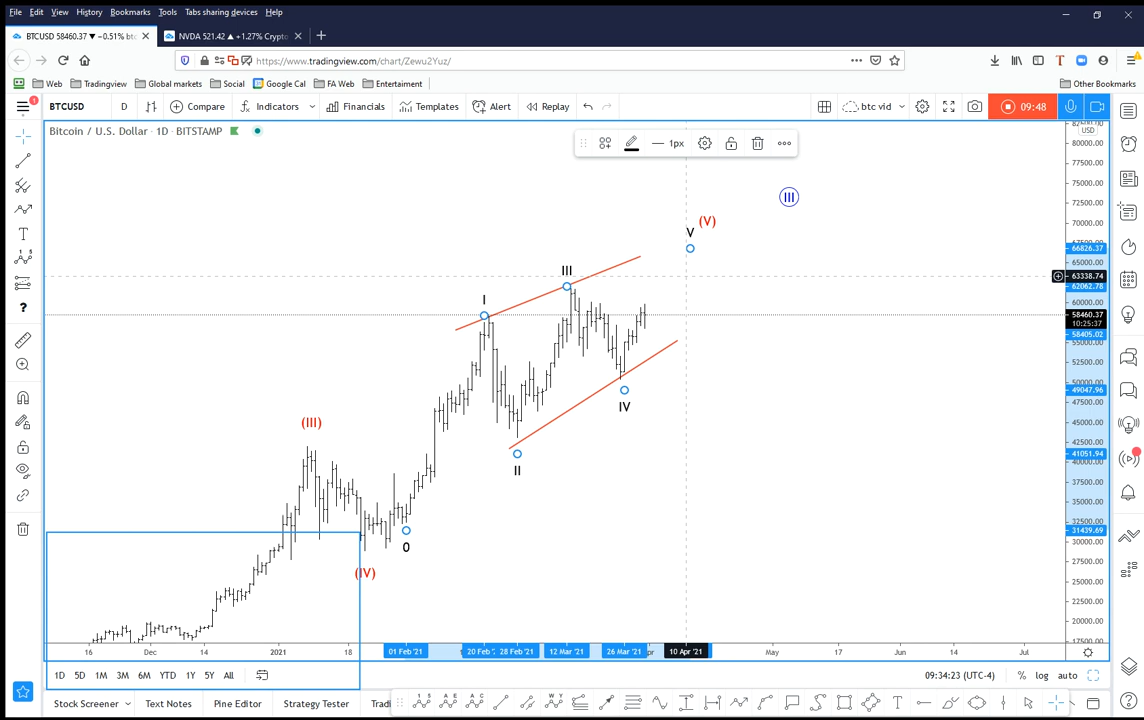 File Edit View History Bookmarks Tools Tabs sharing devices Help
BTCUSD 58460.37 ▼ −0.51% btc
NVDA 521.42 ▲ +1.27% Crypto
https://www.tradingview.com/chart/Zewu2Yuz/
Web Tradingview Global markets Social Google Cal FA Web Entertaiment Other Bookmarks
BTCUSD D Compare Indicators Financials Templates Alert Replay btc vid 09:48
Bitcoin / U.S. Dollar · 1D · BITSTAMP
1px
USD
80000.00
77500.00
75000.00
72500.00
70000.00
66826.37
65000.00
63338.74
62062.78
60000.00
58460.37
10:25:37
58405.02
55000.00
52500.00
50000.00
49047.96
47500.00
45000.00
42500.00
41051.94
40000.00
37500.00
35000.00
32500.00
31439.69
30000.00
27500.00
25000.00
22500.00
20000.00
17500.00
III
(V)
V
III
I
IV
(III)
II
0
(IV)
16 Dec 14 2021 18 01 Feb '21 20 Feb '21 28 Feb '21 12 Mar '21 26 Mar '21 10 Apr '21 May 17 Jun 14 Jul
1D 5D 1M 3M 6M YTD 1Y 5Y All 09:34:23 (UTC-4) % log auto
Stock Screener Text Notes Pine Editor Strategy Tester